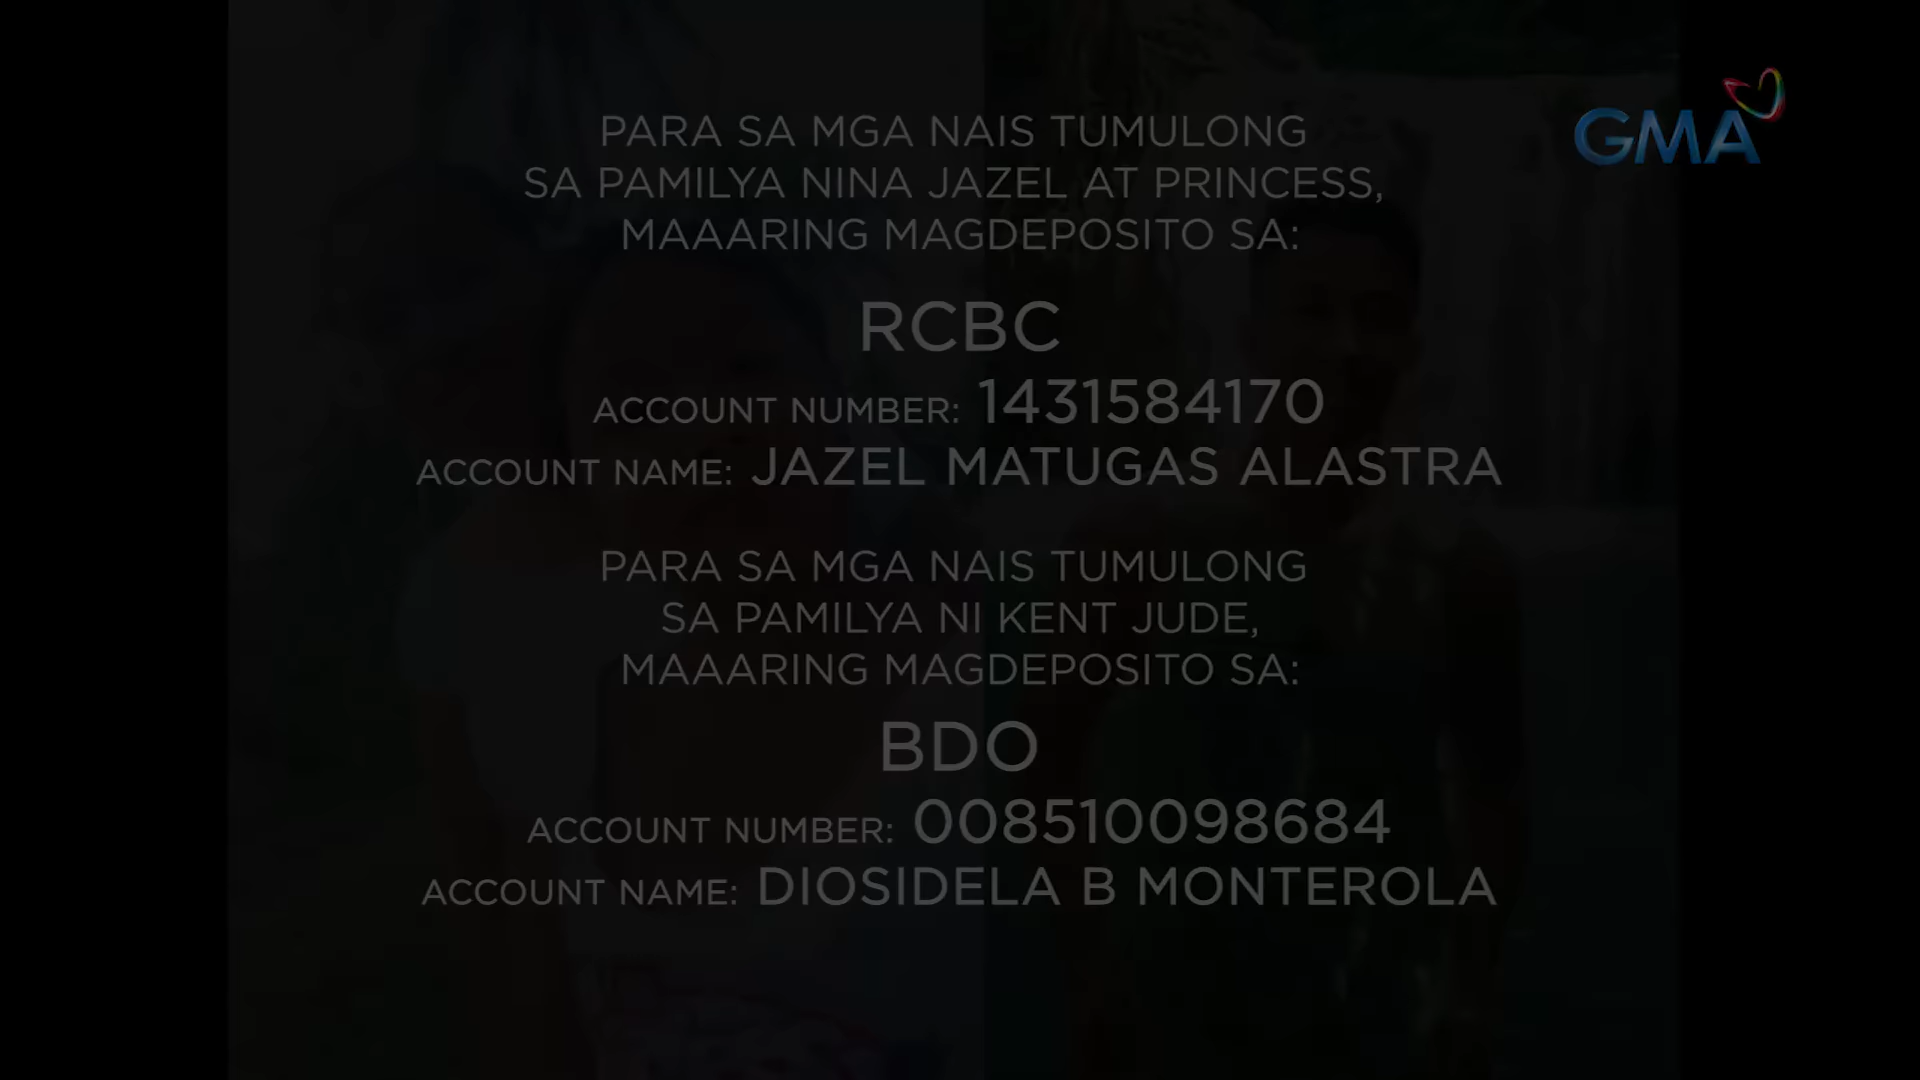 GMA
PARA SA MGA NAIS TUMULONG
SA PAMILYA NINA JAZEL AT PRINCESS,
MAAARING MAGDEPOSITO SA:
RCBC
ACCOUNT NUMBER: 1431584170
ACCOUNT NAME: JAZEL MATUGAS ALASTRA
PARA SA MGA NAIS TUMULONG
SA PAMILYA NI KENT JUDE,
MAAARING MAGDEPOSITO SA:
BDO
ACCOUNT NUMBER: 008510098684
ACCOUNT NAME: DIOSIDELA B MONTEROLA